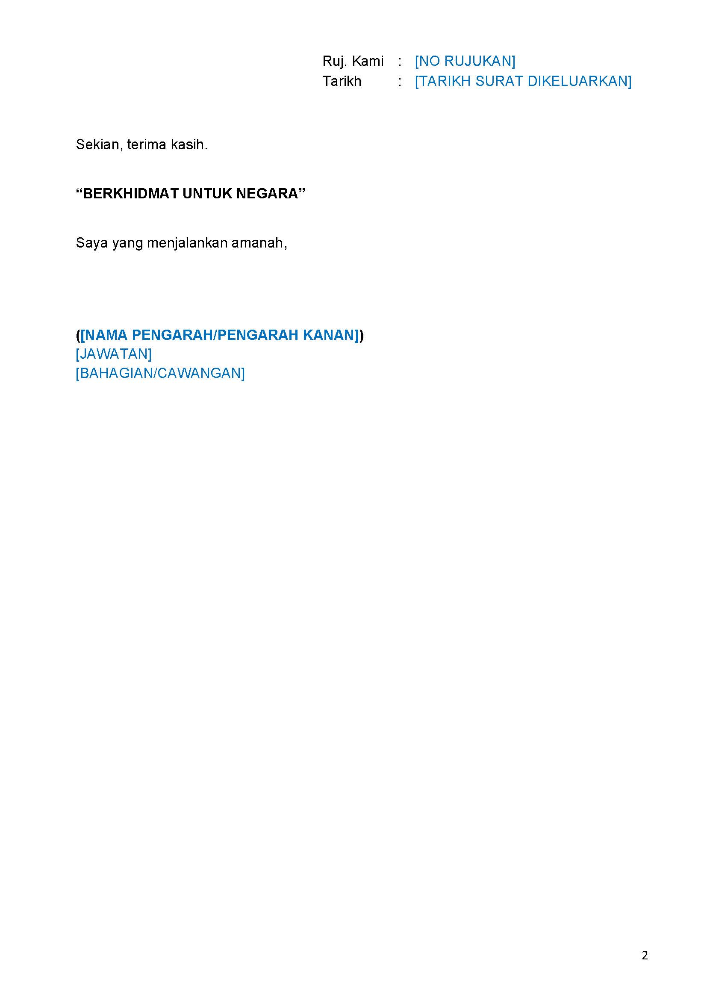 Ruj. Kami : [NO RUJUKAN]
Tarikh : [TARIKH SURAT DIKELUARKAN]
Sekian, terima kasih.
“BERKHIDMAT UNTUK NEGARA”
Saya yang menjalankan amanah,
([NAMA PENGARAH/PENGARAH KANAN])
[JAWATAN]
[BAHAGIAN/CAWANGAN]
2